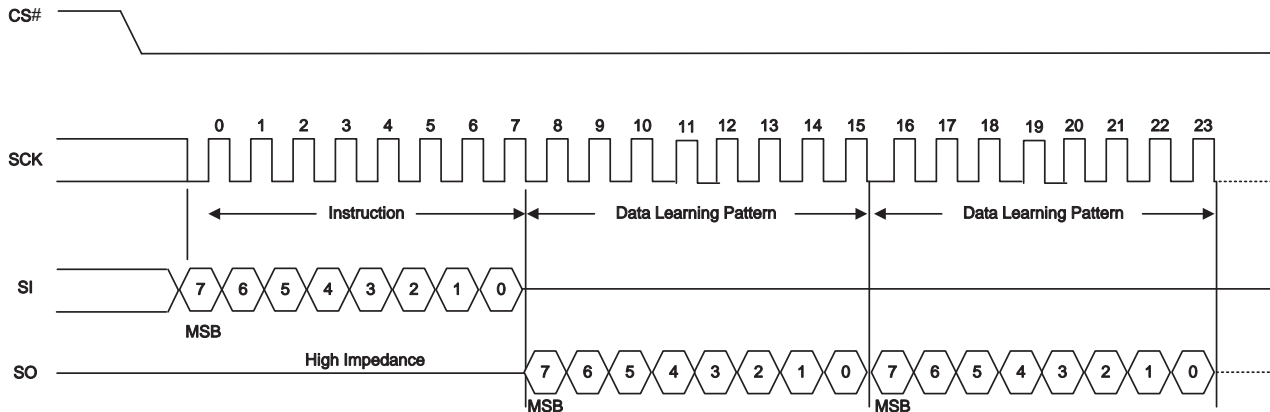 CS#
0 1 2 3 4 5 6 7 8 9 10 11 12 13 14 15 16 17 18 19 20 21 22 23
SCK
Instruction Data Learning Pattern Data Learning Pattern
SI 7 6 5 4 3 2 1 0
MSB
High Impedance
SO 7 6 5 4 3 2 1 0 7 6 5 4 3 2 1 0
MSB MSB